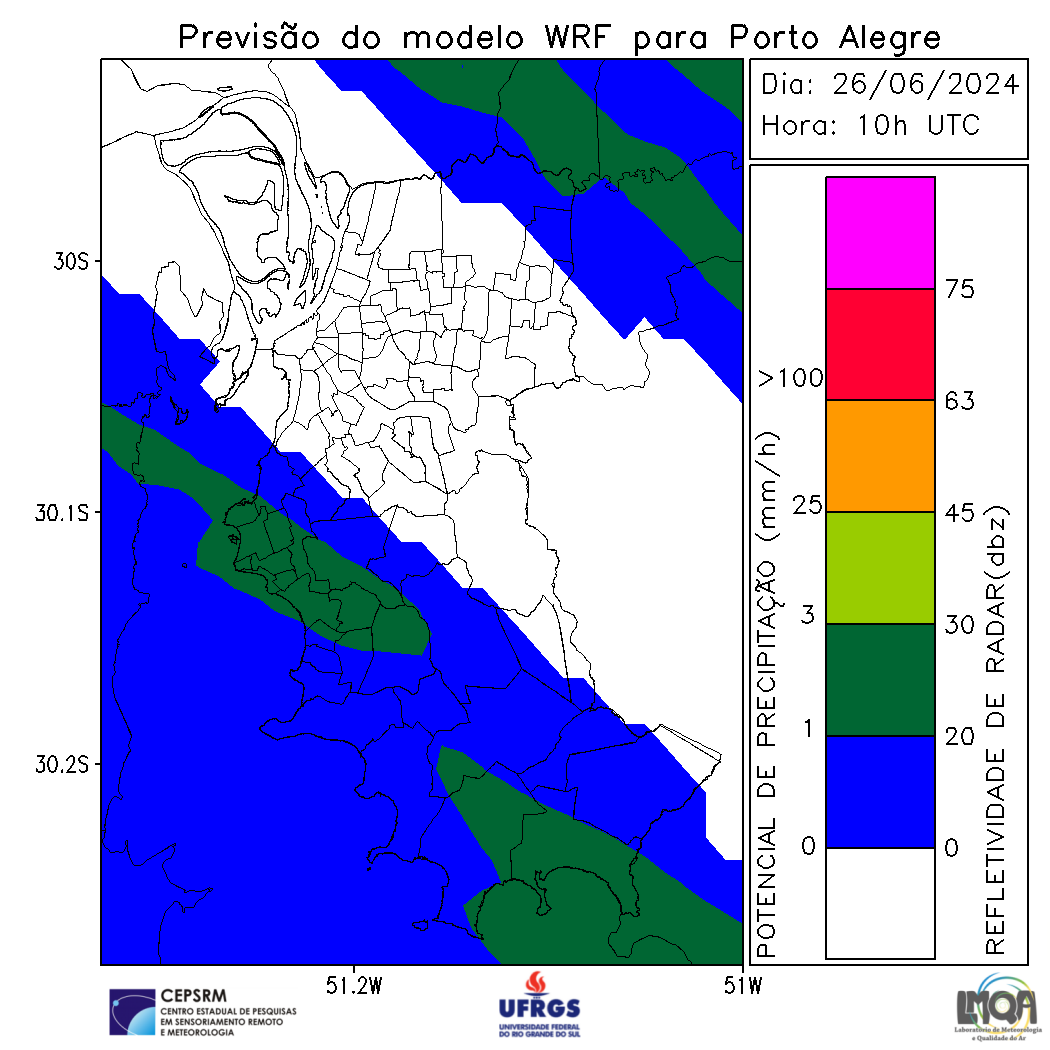 Previsão do modelo WRF para Porto Alegre
Dia: 26/06/2024
Hora: 10h UTC
30S
30.1S
30.2S
51.2W
51W
POTENCIAL DE PRECIPITAÇÃO (mm/h)
>100
25
3
1
0
75
63
45
30
20
0
REFLETIVIDADE DE RADAR(dbz)
CEPSRM
CENTRO ESTADUAL DE PESQUISAS
EM SENSORIAMENTO REMOTO
E METEOROLOGIA
UFRGS
UNIVERSIDADE FEDERAL
DO RIO GRANDE DO SUL
LMQA
Laboratório de Meteorologia
e Qualidade do Ar